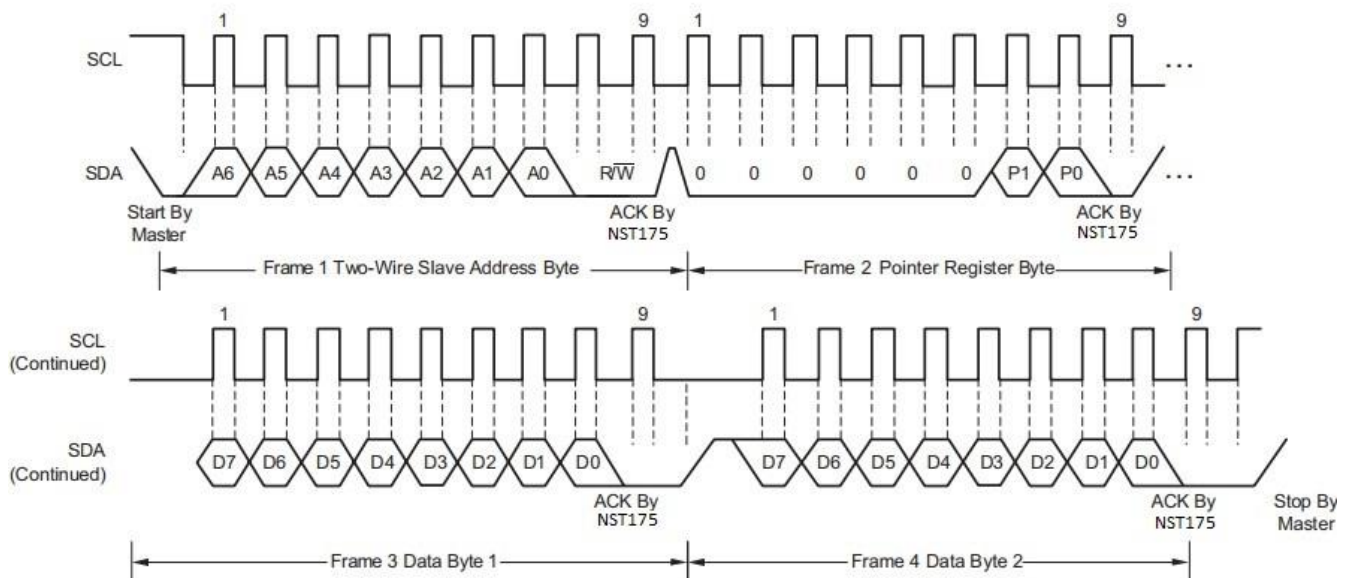 1 9 1 9
SCL ...
SDA A6 A5 A4 A3 A2 A1 A0 R/W̅ 0 0 0 0 0 0 P1 P0 ...
Start By ACK By ACK By
Master NST175 NST175
Frame 1 Two-Wire Slave Address Byte Frame 2 Pointer Register Byte
1 9 1 9
SCL
(Continued)
SDA D7 D6 D5 D4 D3 D2 D1 D0 D7 D6 D5 D4 D3 D2 D1 D0
(Continued)
ACK By ACK By Stop By
NST175 NST175 Master
Frame 3 Data Byte 1 Frame 4 Data Byte 2